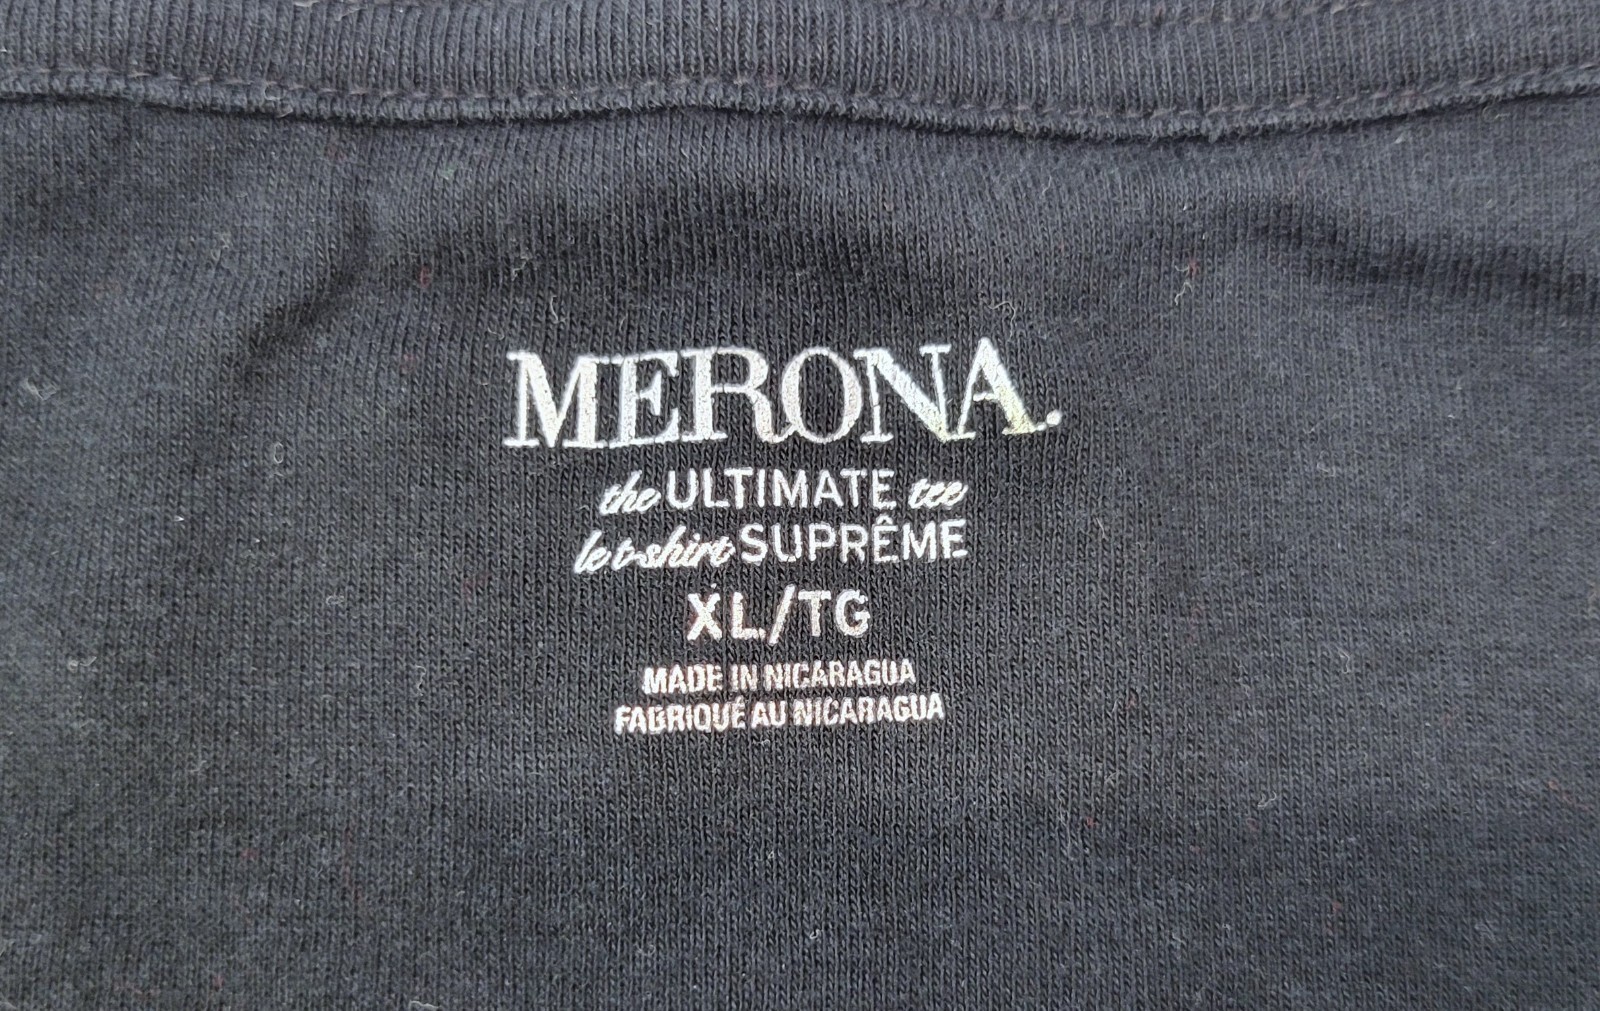 MERONA.
the ULTIMATE tee
le t-shirt SUPRÊME
XL/TG
MADE IN NICARAGUA
FABRIQUÉ AU NICARAGUA